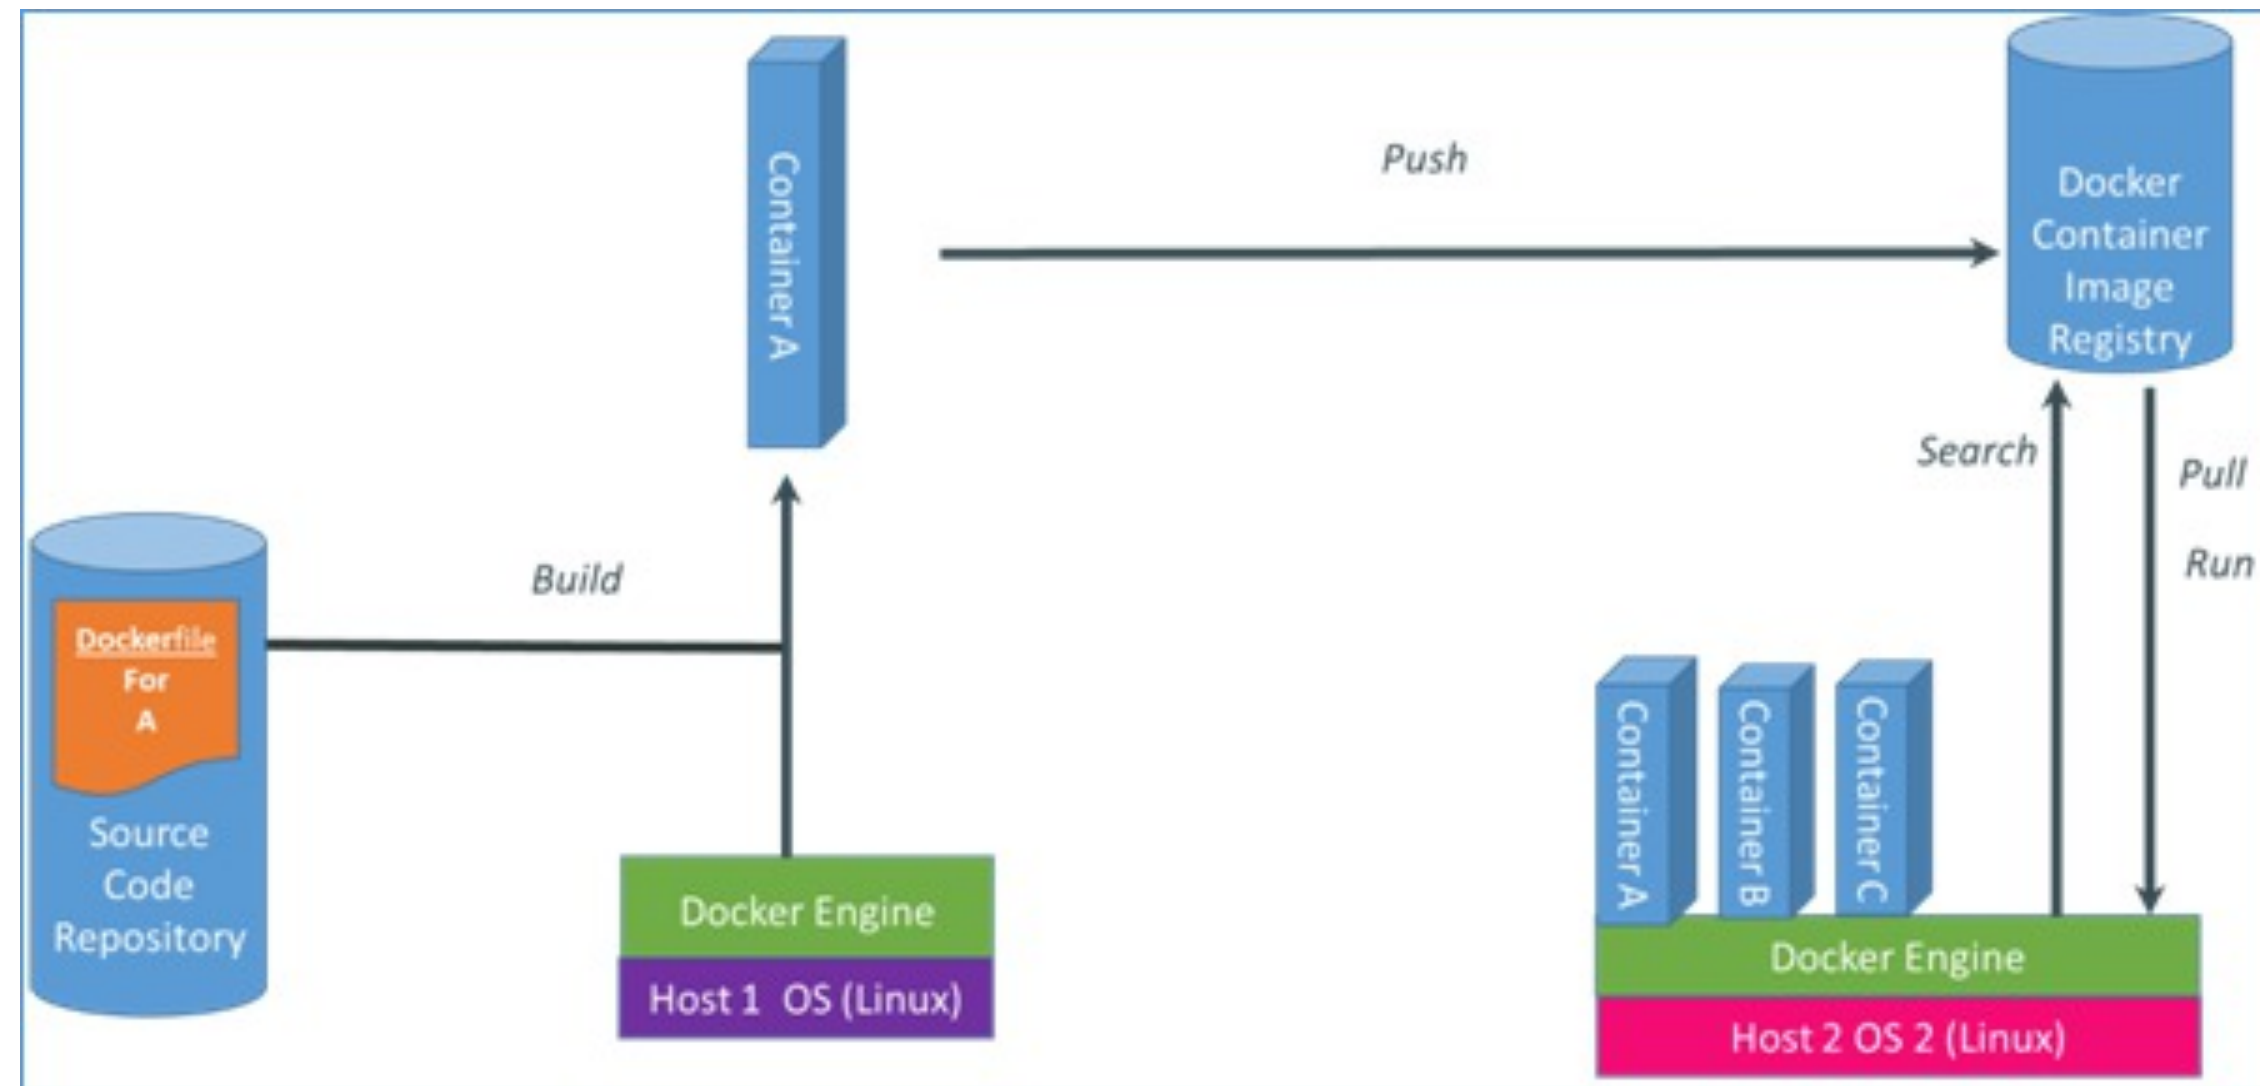 Container A
Push
Docker
Container
Image
Registry
Search
Pull
Run
Build
Dockerfile
For
A
Source
Code
Repository
Docker Engine
Host 1 OS (Linux)
Container A
Container B
Container C
Docker Engine
Host 2 OS 2 (Linux)